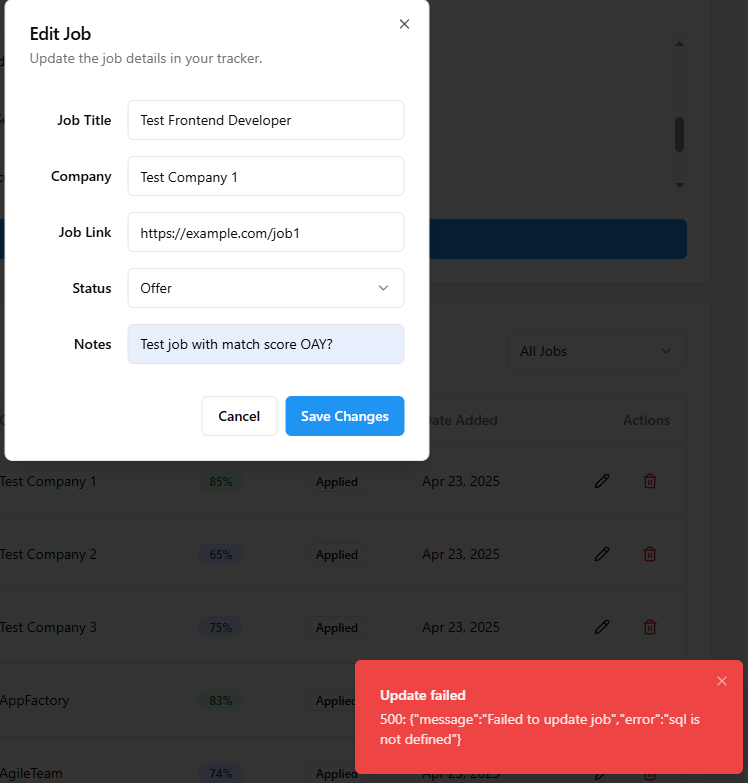 Edit Job
Update the job details in your tracker.
Job Title
Test Frontend Developer
Company
Test Company 1
Job Link
https://example.com/job1
Status
Offer
Notes
Test job with match score OAY?
Cancel
Save Changes
All Jobs
Date Added Actions
Test Company 1 85% Applied Apr 23, 2025
Test Company 2 65% Applied Apr 23, 2025
Test Company 3 75% Applied Apr 23, 2025
AppFactory 83% Applied
AgileTeam 74% Applied Apr 23, 2025
Update failed
500: {"message":"Failed to update job","error":"sql is
not defined"}